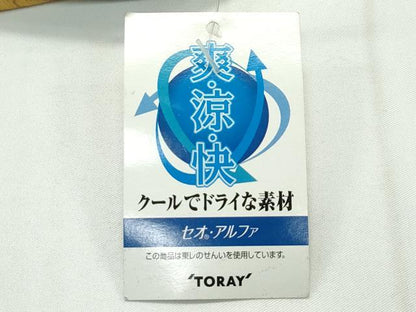 爽・涼・快
クールでドライな素材
セオ®・アルファ
この商品は東レのせんいを使用しています。
'TORAY'